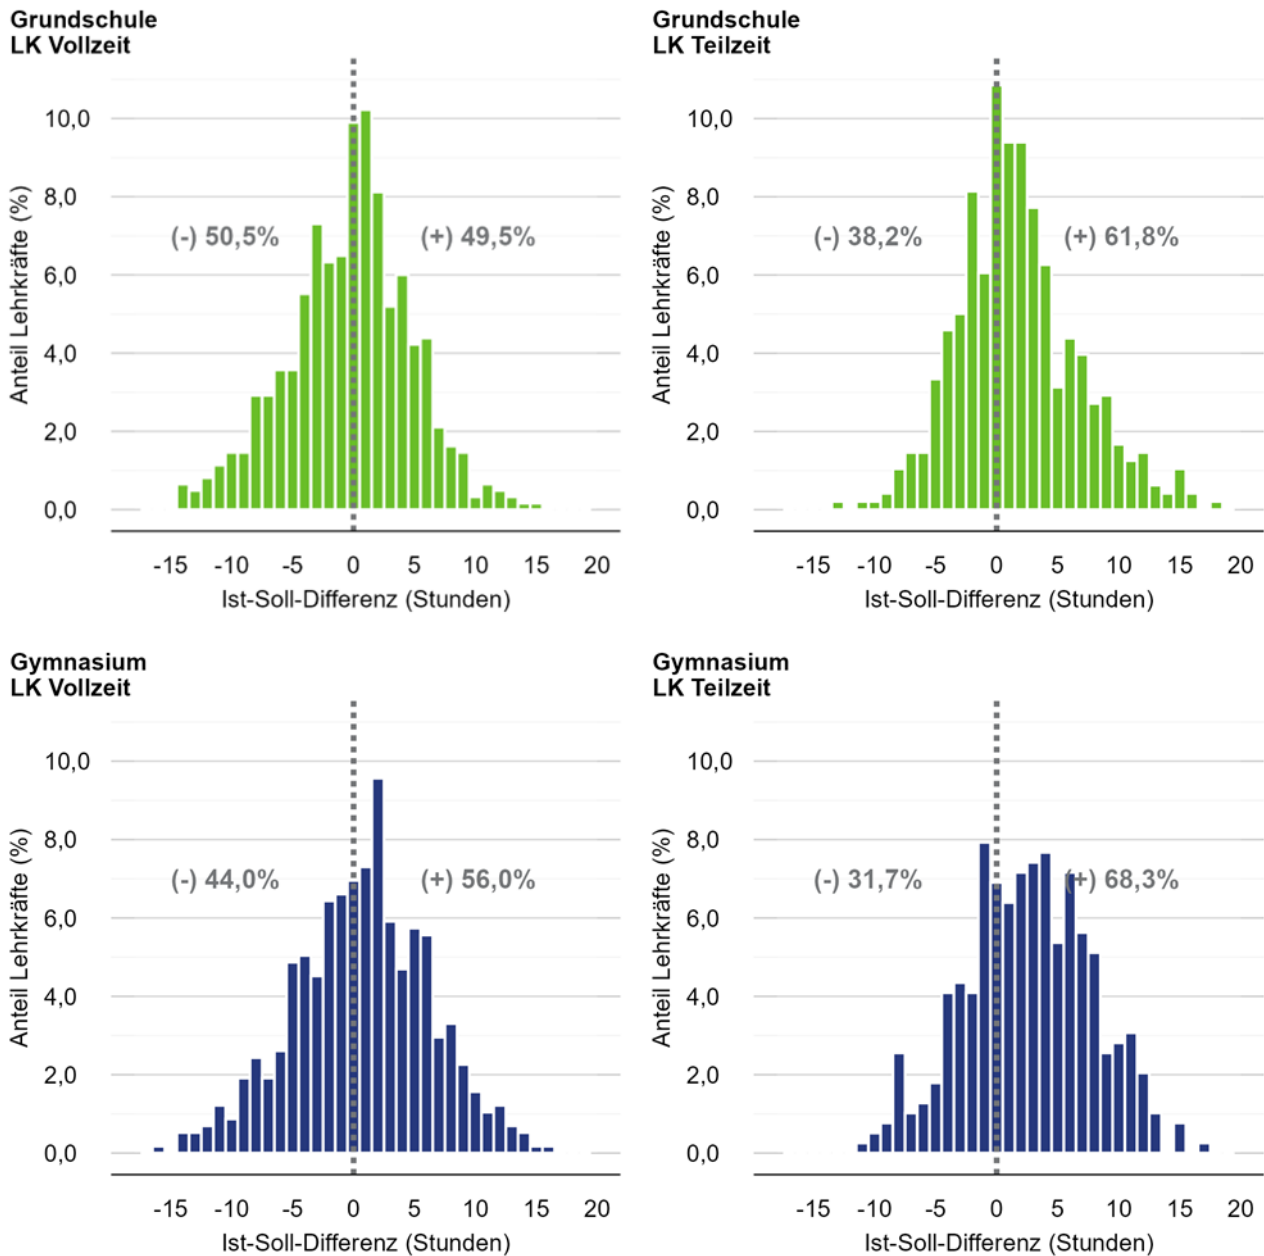 Grundschule
LK Vollzeit
10,0
8,0
6,0
4,0
2,0
0,0
Anteil Lehrkräfte (%)
(-) 50,5%
(+) 49,5%
-15 -10 -5 0 5 10 15 20
Ist-Soll-Differenz (Stunden)
Grundschule
LK Teilzeit
10,0
8,0
6,0
4,0
2,0
0,0
Anteil Lehrkräfte (%)
(-) 38,2%
(+) 61,8%
-15 -10 -5 0 5 10 15 20
Ist-Soll-Differenz (Stunden)
Gymnasium
LK Vollzeit
10,0
8,0
6,0
4,0
2,0
0,0
Anteil Lehrkräfte (%)
(-) 44,0%
(+) 56,0%
-15 -10 -5 0 5 10 15 20
Ist-Soll-Differenz (Stunden)
Gymnasium
LK Teilzeit
10,0
8,0
6,0
4,0
2,0
0,0
Anteil Lehrkräfte (%)
(-) 31,7%
(+) 68,3%
-15 -10 -5 0 5 10 15 20
Ist-Soll-Differenz (Stunden)